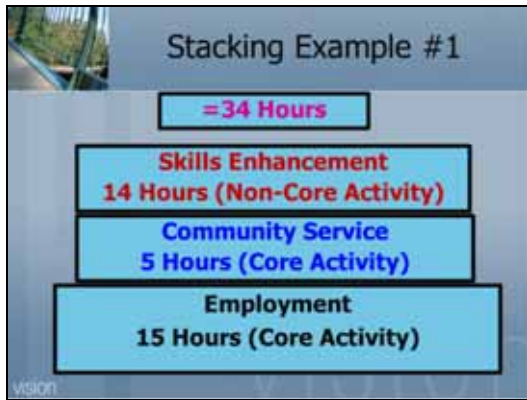 Stacking Example #1
=34 Hours
Skills Enhancement
14 Hours (Non-Core Activity)
Community Service
5 Hours (Core Activity)
Employment
15 Hours (Core Activity)
vision